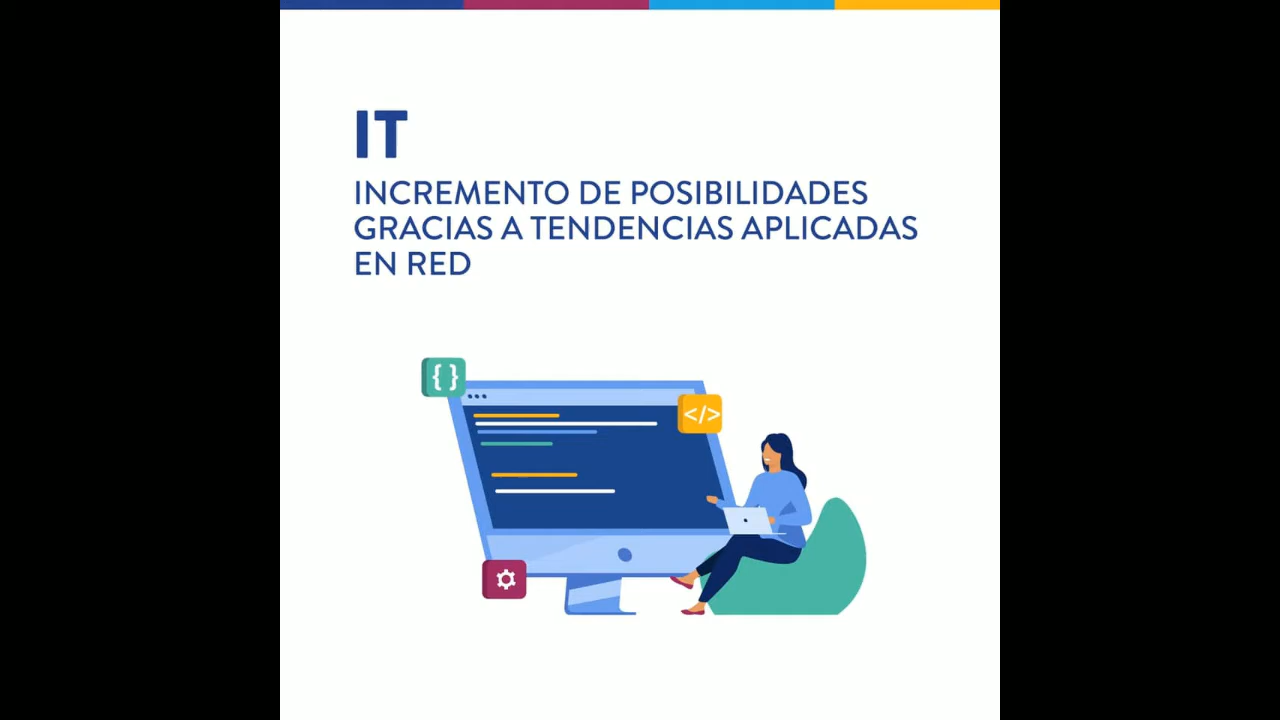 IT
INCREMENTO DE POSIBILIDADES
GRACIAS A TENDENCIAS APLICADAS
EN RED
{ }
</>